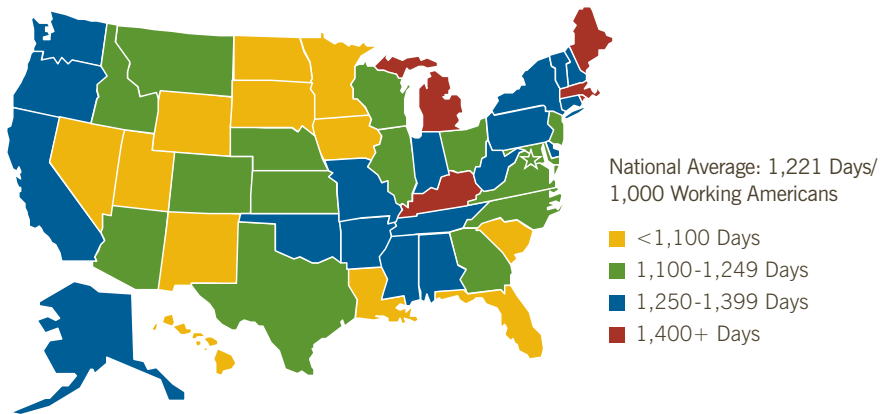 National Average: 1,221 Days/
1,000 Working Americans
<1,100 Days
1,100-1,249 Days
1,250-1,399 Days
1,400+ Days